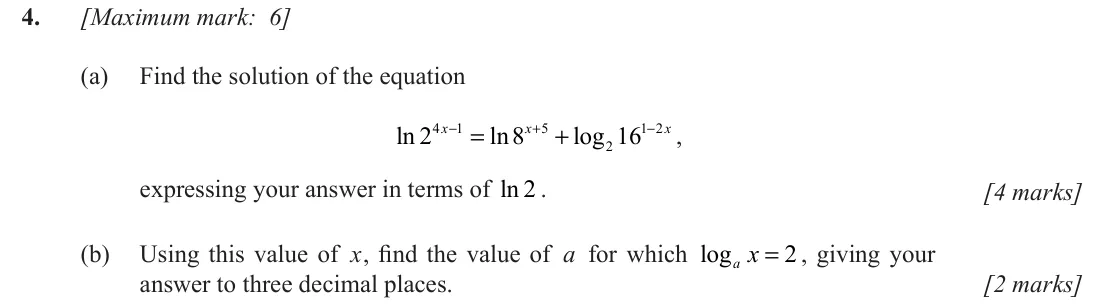 4. [Maximum mark: 6]
(a) Find the solution of the equation
ln 2^{4x−1} = ln 8^{x+5} + log_2 16^{1−2x} ,
expressing your answer in terms of ln 2 . [4 marks]
(b) Using this value of x, find the value of a for which log_a x = 2, giving your
answer to three decimal places. [2 marks]